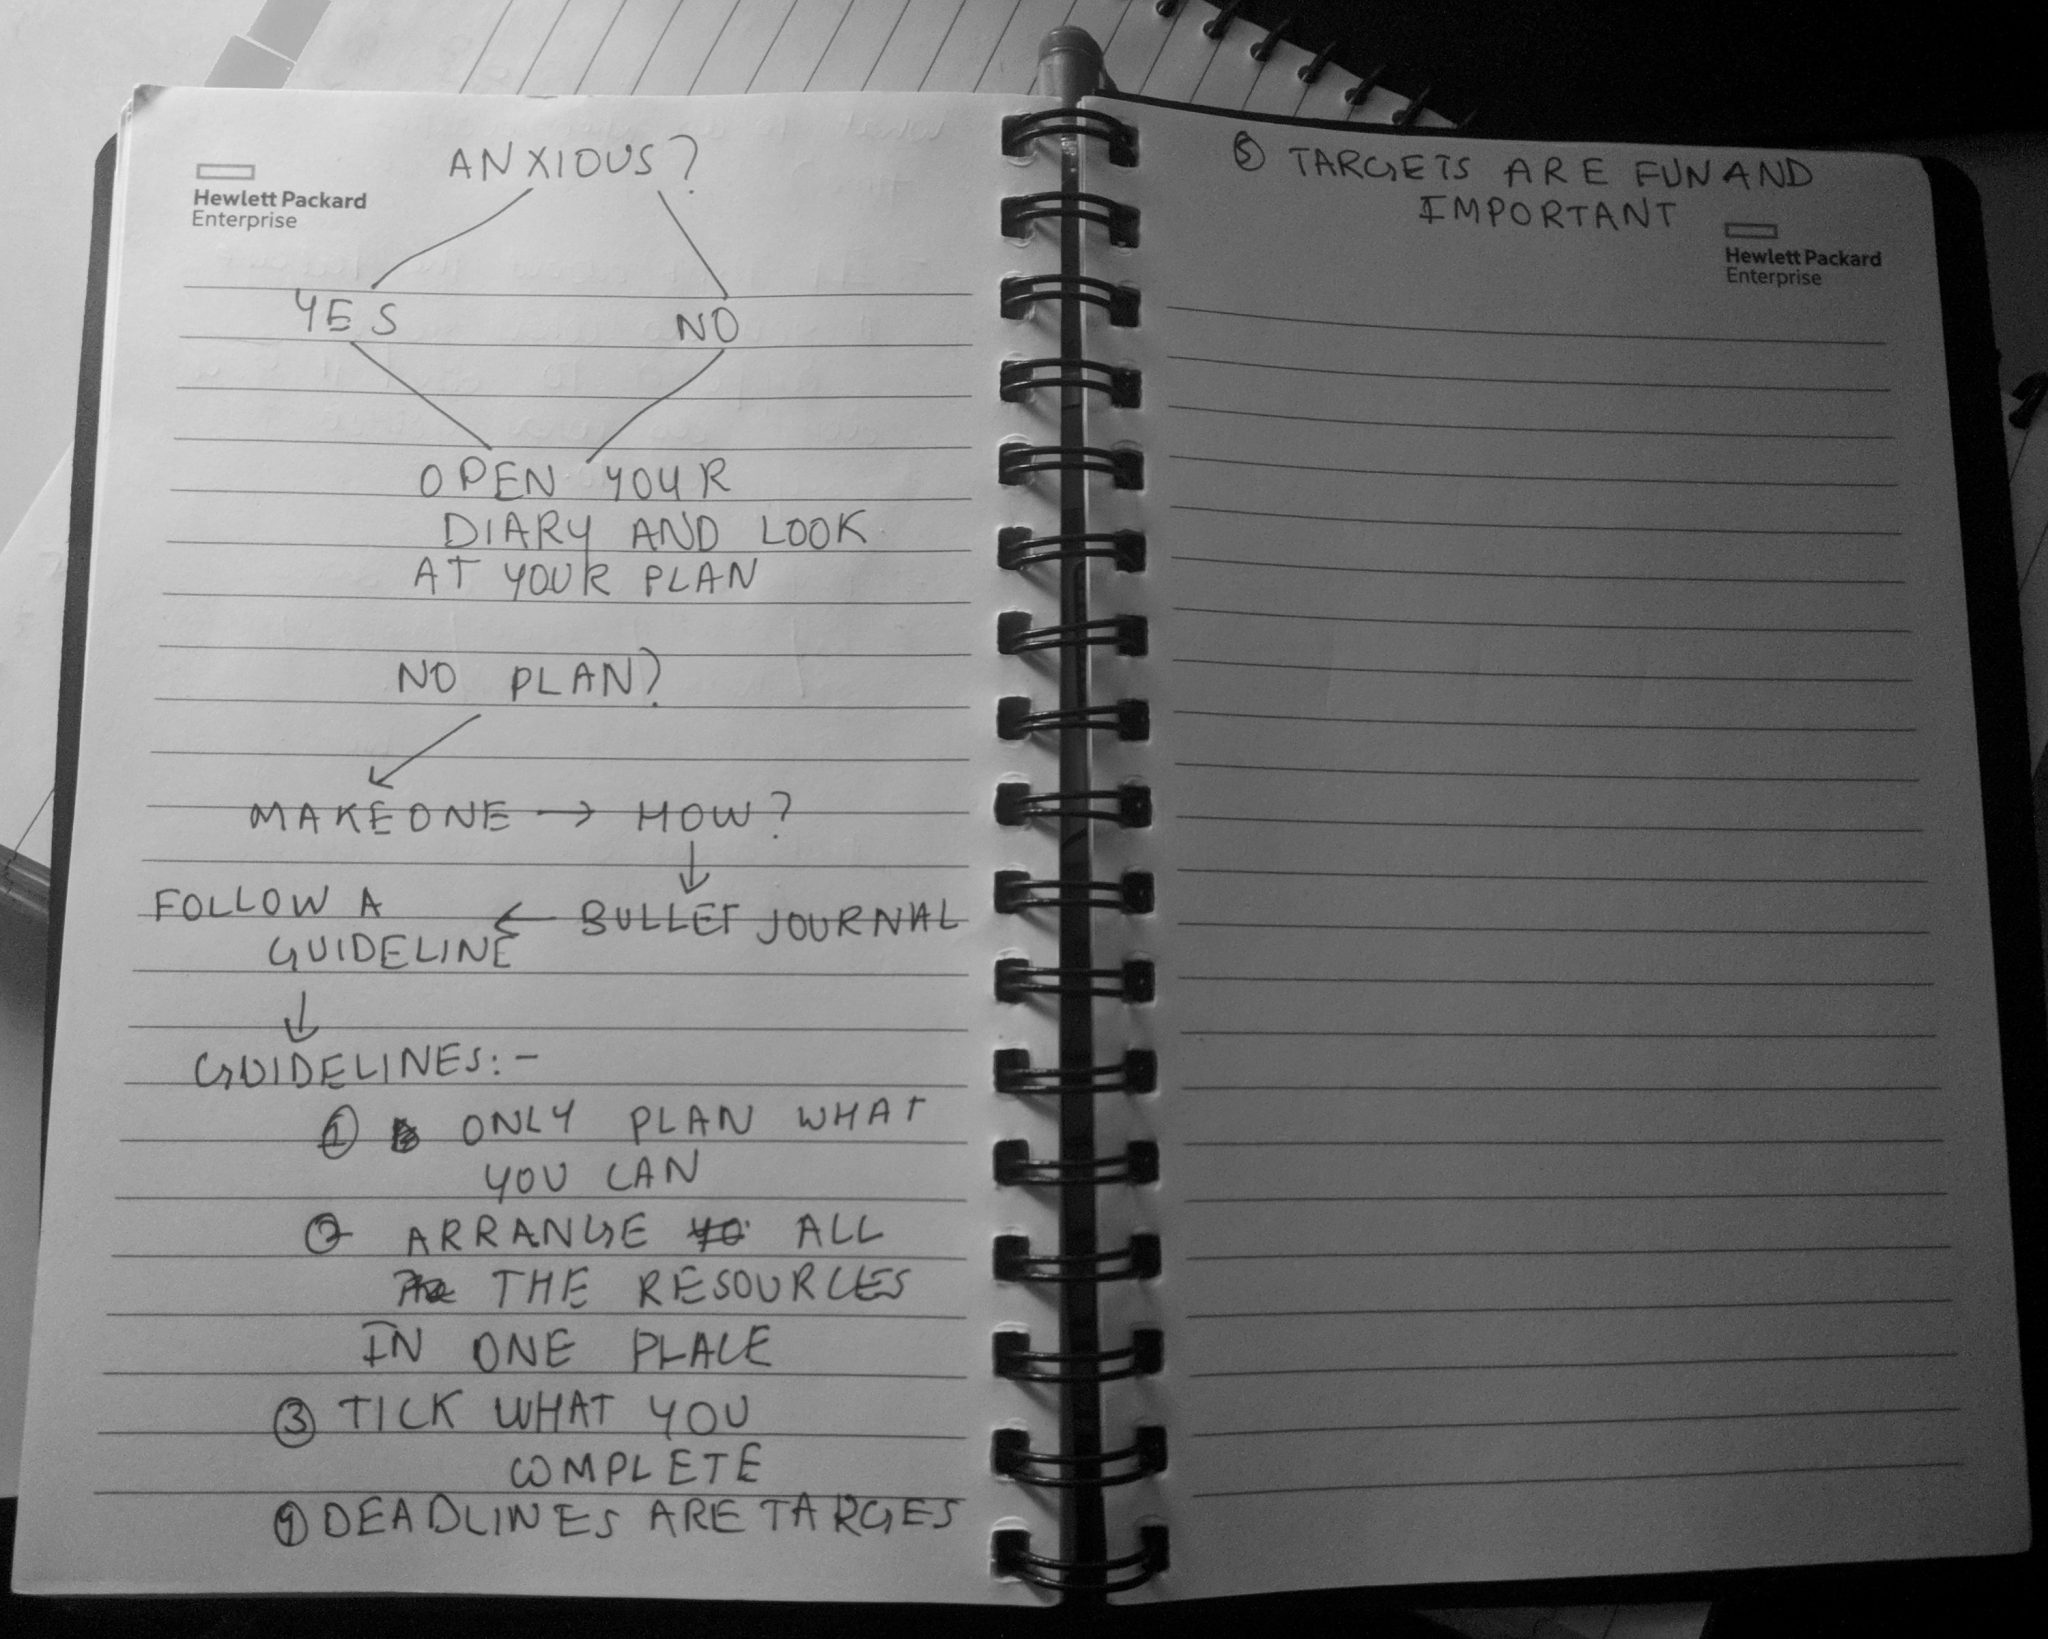 Hewlett Packard
Enterprise
ANXIOUS?
YES NO
OPEN YOUR
DIARY AND LOOK
AT YOUR PLAN
NO PLAN?
MAKE ONE → HOW?
FOLLOW A
GUIDELINE ← BULLET JOURNAL
GUIDELINES:-
① ONLY PLAN WHAT
YOU CAN
② ARRANGE ALL
THE RESOURCES
IN ONE PLACE
③ TICK WHAT YOU
COMPLETE
④ DEADLINES ARE TARGES
⑤ TARGETS ARE FUN AND
IMPORTANT
Hewlett Packard
Enterprise